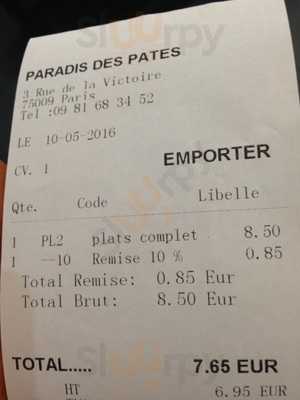 PARADIS DES PATES
3 Rue de la Victoire
75009 Paris
Tel :09 81 68 34 52
LE 10-05-2016
CV. 1
EMPORTER
Qte. Code Libelle
1 PL2 plats complet 8.50
1 --10 Remise 10 % 0.85
Total Remise: 0.85 Eur
Total Brut: 8.50 Eur
TOTAL..... 7.65 EUR
HT 6.95 EUR